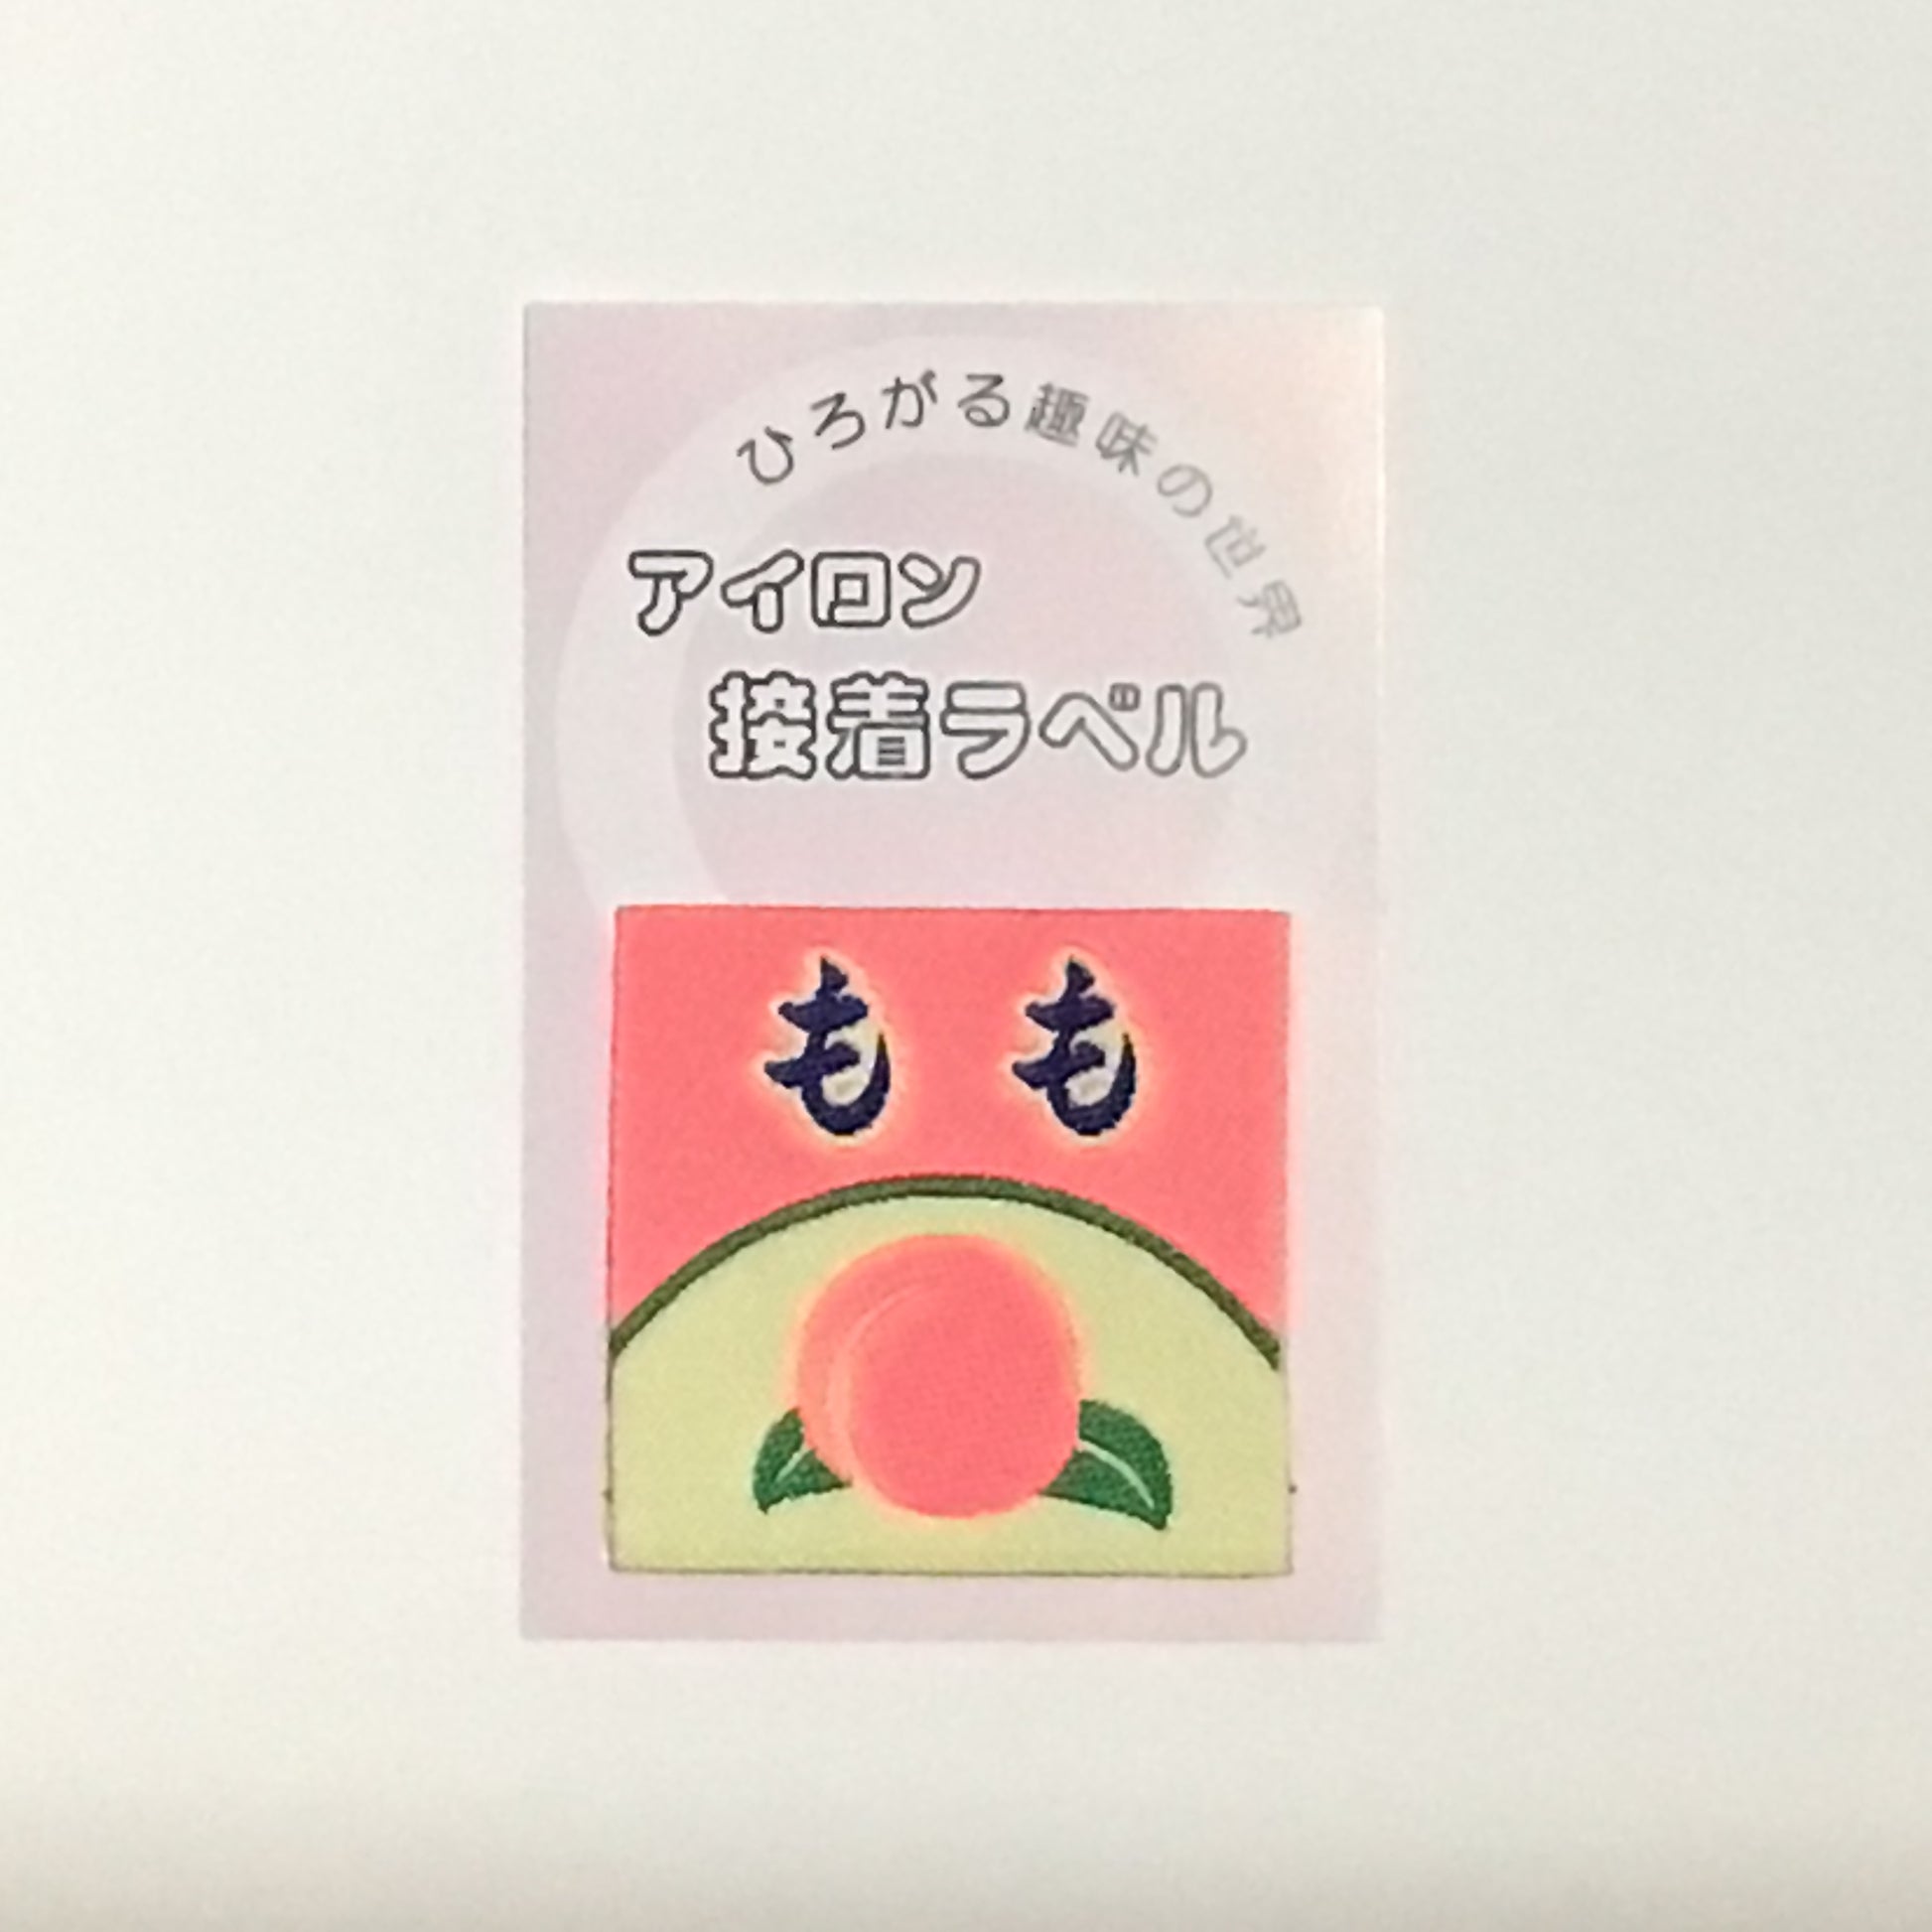 ひろがる趣味の世界
アイロン
接着ラベル
もも